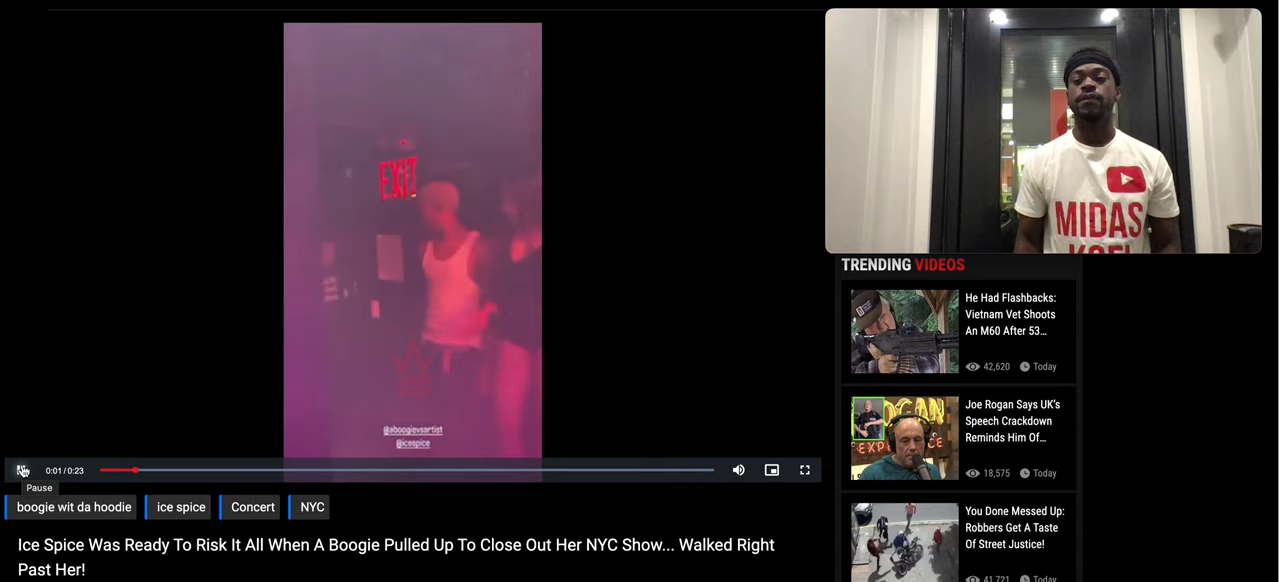 EXIT
@aboogievsartist
@icespice
0:01 / 0:23
Pause
boogie wit da hoodie
ice spice
Concert
NYC
Ice Spice Was Ready To Risk It All When A Boogie Pulled Up To Close Out Her NYC Show... Walked Right
Past Her!
MIDAS
TRENDING VIDEOS
He Had Flashbacks:
Vietnam Vet Shoots
An M60 After 53...
42,620
Today
Joe Rogan Says UK's
Speech Crackdown
Reminds Him Of...
18,575
Today
You Done Messed Up:
Robbers Get A Taste
Of Street Justice!
41,721
Today